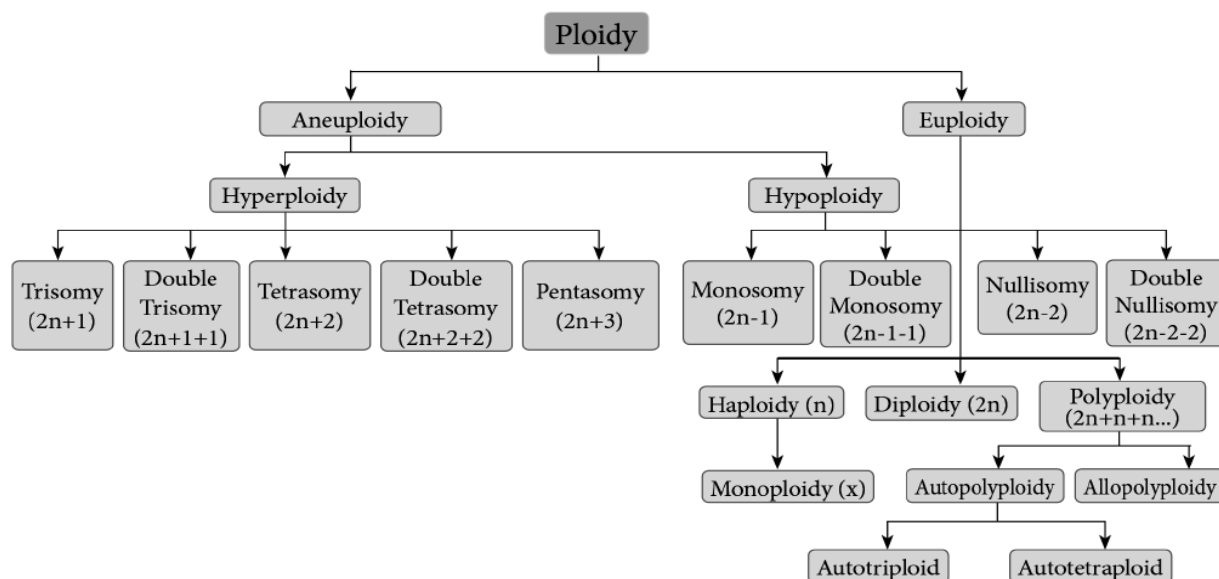 Ploidy
Aneuploidy
Euploidy
Hyperploidy
Hypoploidy
Trisomy
(2n+1)
Double
Trisomy
(2n+1+1)
Tetrasomy
(2n+2)
Double
Tetrasomy
(2n+2+2)
Pentasomy
(2n+3)
Monosomy
(2n-1)
Double
Monosomy
(2n-1-1)
Nullisomy
(2n-2)
Double
Nullisomy
(2n-2-2)
Haploidy (n)
Diploidy (2n)
Polyploidy
(2n+n+n...)
Monoploidy (x)
Autopolyploidy
Allopolyploidy
Autotriploid
Autotetraploid